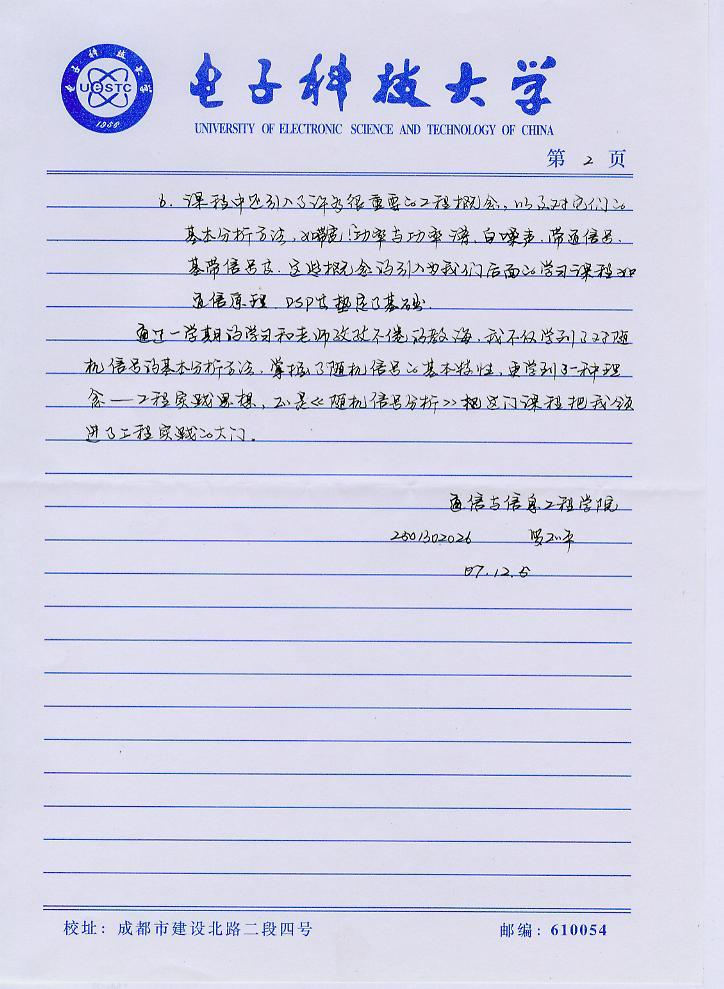 电子科技大学
UESTC
1956
电子科技大学
UNIVERSITY OF ELECTRONIC SCIENCE AND TECHNOLOGY OF CHINA
第 2 页
6. 课程中还引入了许多很重要的工程概念，以及对它们的
基本分析方法，如带宽、功率与功率谱、白噪声、带通信号、
基带信号及。这些概念的引入为我们后面的学习课程如
通信原理、DSP等垫定了基础.
通过一学期的学习和老师孜孜不倦的教诲，我不仅学到了对随
机信号的基本分析方法，掌握了随机信号的基本特性，更学到了一种理
念——工程实践思想，正是《随机信号分析》这门课程把我领
进了工程实践的大门。
通信与信息工程学院
2501302026
07.12.5
校址：成都市建设北路二段四号
邮编：610054